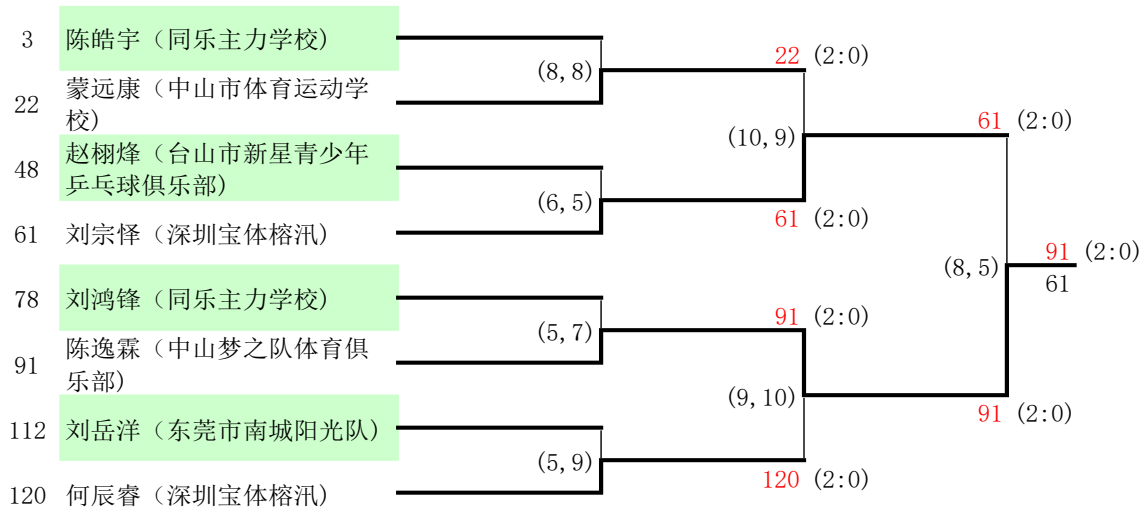 3 陈皓宇（同乐主力学校）
22 (2:0)
(8,8)
22 蒙远康（中山市体育运动学
校）
61 (2:0)
(10,9)
48 赵栩烽（台山市新星青少年
乒乓球俱乐部）
(6,5)
61 (2:0)
61 刘宗怿（深圳宝体榕汛）
91 (2:0)
(8,5)
61
78 刘鸿锋（同乐主力学校）
91 (2:0)
(5,7)
91 陈逸霖（中山梦之队体育俱
乐部）
(9,10)
91 (2:0)
112 刘岳洋（东莞市南城阳光队）
(5,9)
120 (2:0)
120 何辰睿（深圳宝体榕汛）